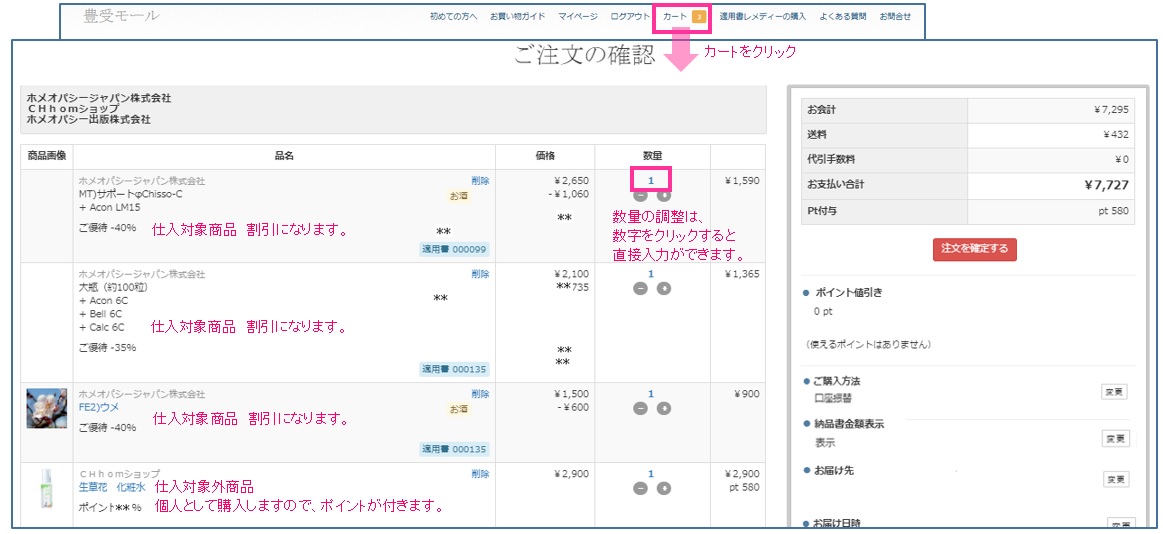 豊受モール
初めての方へ お買い物ガイド マイページ ログアウト カート 3 適用書レメディーの購入 よくある質問 お問合せ
カートをクリック
ご注文の確認
ホメオパシージャパン株式会社
ＣＨｈｏｍショップ
ホメオパシー出版株式会社
商品画像 品名 価格 数量
ホメオパシージャパン株式会社 削除 ¥2,650 1 ¥1,590
MT)サポートφChisso-C お酒 -¥1,060
+ Acon LM15
ご優待 -40% 仕入対象商品 割引になります。 ** **
適用書 000099
数量の調整は、
数字をクリックすると
直接入力ができます。
ホメオパシージャパン株式会社 削除 ¥2,100 1 ¥1,365
大瓶（約100粒） **735
+ Acon 6C **
+ Bell 6C
+ Calc 6C 仕入対象商品 割引になります。
ご優待 -35% **
**
適用書 000135
ホメオパシージャパン株式会社 削除 ¥1,500 1 ¥900
FE2)ウメ お酒 -¥600
ご優待 -40% 仕入対象商品 割引になります。
適用書 000135
ＣＨｈｏｍショップ 削除 ¥2,900 1 ¥2,900
生草花 化粧水 仕入対象外商品 pt 580
ポイント**% 個人として購入しますので、ポイントが付きます。
お会計 ¥7,295
送料 ¥432
代引手数料 ¥0
お支払い合計 ¥7,727
Pt付与 pt 580
注文を確定する
ポイント値引き
0 pt
（使えるポイントはありません）
ご購入方法 変更
口座振替
納品書金額表示 変更
表示
お届け先 変更
お届け日時 変更